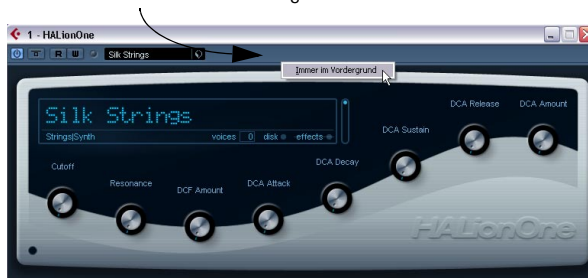 1 - HALionOne
R W Silk Strings
Immer im Vordergrund
Silk Strings
Strings|Synth voices 0 disk effects
DCA Release DCA Amount
DCA Sustain
DCA Decay
Cutoff
Resonance DCF Amount DCA Attack
HALionOne